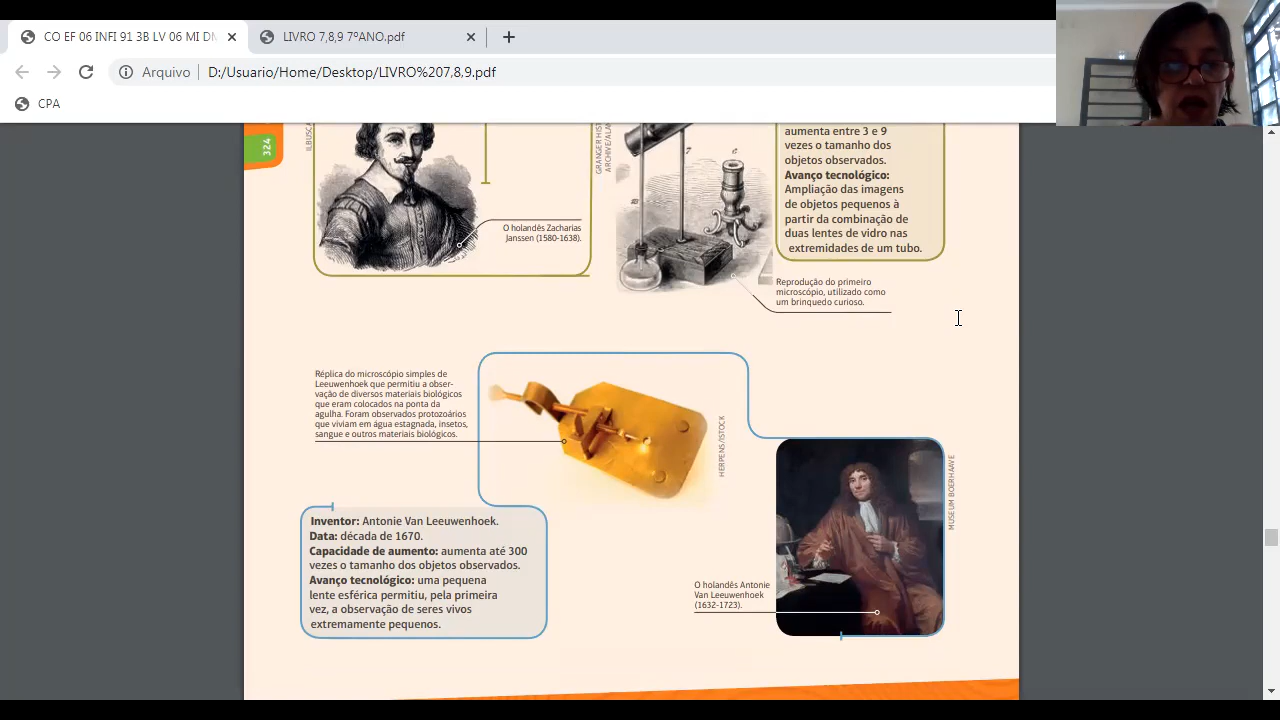 CO EF 06 INFI 91 3B LV 06 MI DM
LIVRO 7,8,9 7ºANO.pdf
Arquivo
D:/Usuario/Home/Desktop/LIVRO%207,8,9.pdf
CPA
324
GRANGER
O holandês Zacharias
Janssen (1580-1638).
aumenta entre 3 e 9
vezes o tamanho dos
objetos observados.
Avanço tecnológico:
Ampliação das imagens
de objetos pequenos à
partir da combinação de
duas lentes de vidro nas
extremidades de um tubo.
Reprodução do primeiro
microscópio, utilizado como
um brinquedo curioso.
Réplica do microscópio simples de
Leeuwenhoek que permitiu a obser-
vação de diversos materiais biológicos
que eram colocados na ponta da
agulha. Foram observados protozoários
que viviam em água estagnada, insetos,
sangue e outros materiais biológicos.
HERPENS/ISTOCK
MUSEUM BOERHAAVE
Inventor: Antonie Van Leeuwenhoek.
Data: década de 1670.
Capacidade de aumento: aumenta até 300
vezes o tamanho dos objetos observados.
Avanço tecnológico: uma pequena
lente esférica permitiu, pela primeira
vez, a observação de seres vivos
extremamente pequenos.
O holandês Antonie
Van Leeuwenhoek
(1632-1723).